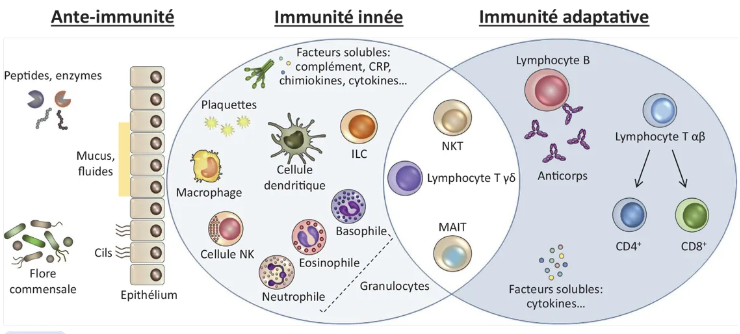 Ante-immunité
Immunité innée
Immunité adaptative
Peptides, enzymes
Mucus,
fluides
Cils
Flore
commensale
Epithélium
Facteurs solubles:
complément, CRP,
chimiokines, cytokines...
Plaquettes
ILC
Cellule
dendritique
Macrophage
Basophile
Cellule NK
Eosinophile
Neutrophile
Granulocytes
NKT
Lymphocyte T γδ
MAIT
Lymphocyte B
Anticorps
Lymphocyte T αβ
CD4⁺
CD8⁺
Facteurs solubles:
cytokines...